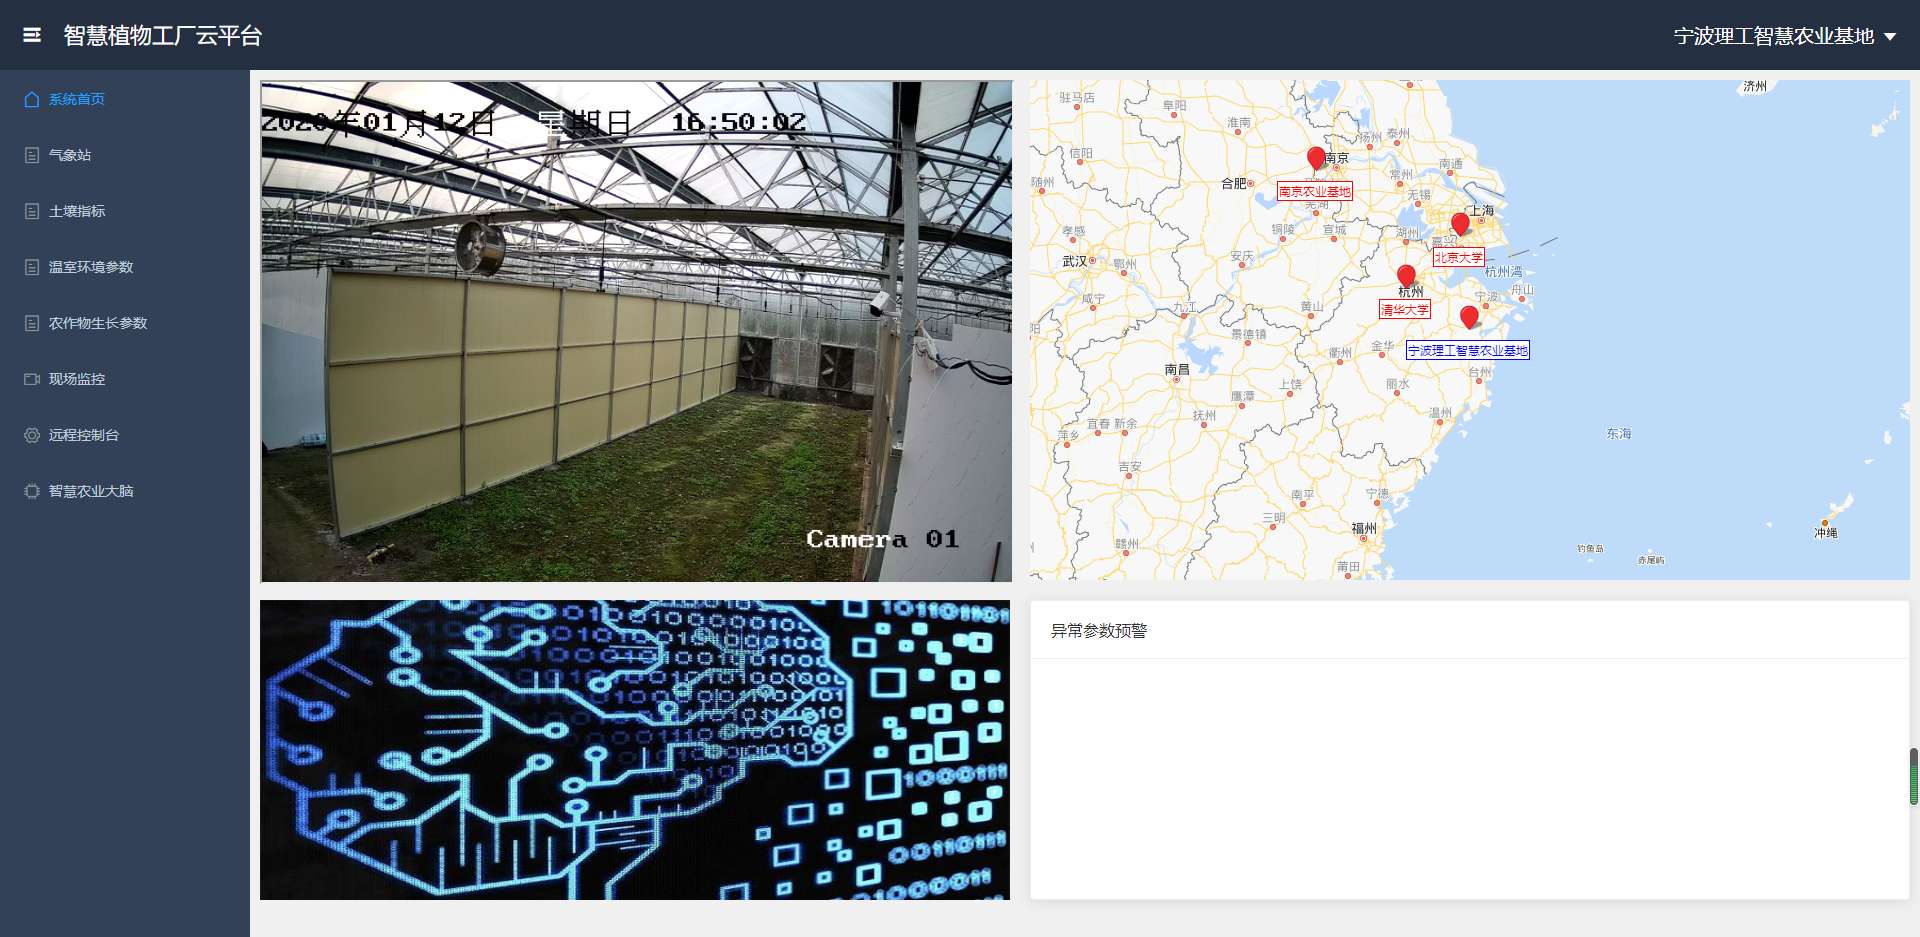 智慧植物工厂云平台
宁波理工智慧农业基地
系统首页
气象站
土壤指标
温室环境参数
农作物生长参数
现场监控
远程控制台
智慧农业大脑
2020年01月12日 星期日 16:50:02
Camera 01
济州
驻马店
阜阳
淮南
扬州
泰州
信阳
南京
南通
随州
合肥
常州
南京农业基地
无锡
芜湖
上海
孝感
铜陵
宣城
湖州
嘉兴
武汉
鄂州
安庆
北京大学
杭州湾
杭州
咸宁
九江
黄山
清华大学
宁波
舟山
景德镇
衢州
金华
宁波理工智慧农业基地
南昌
上饶
丽水
台州
鹰潭
抚州
温州
宜春
新余
萍乡
东海
吉安
南平
宁德
三明
福州
冲绳
赣州
钓鱼岛
赤尾屿
莆田
异常参数预警